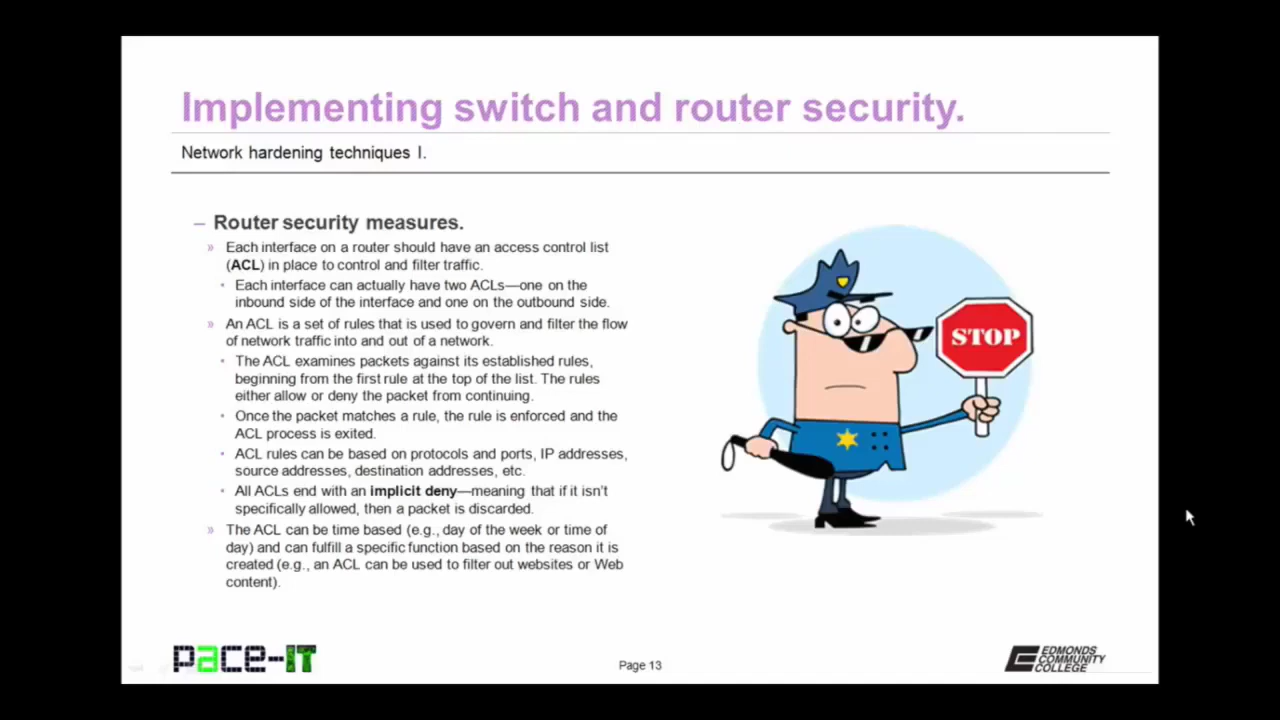 Implementing switch and router security.
Network hardening techniques I.
– Router security measures.
» Each interface on a router should have an access control list
(ACL) in place to control and filter traffic.
• Each interface can actually have two ACLs—one on the
inbound side of the interface and one on the outbound side.
» An ACL is a set of rules that is used to govern and filter the flow
of network traffic into and out of a network.
• The ACL examines packets against its established rules,
beginning from the first rule at the top of the list. The rules
either allow or deny the packet from continuing.
• Once the packet matches a rule, the rule is enforced and the
ACL process is exited.
• ACL rules can be based on protocols and ports, IP addresses,
source addresses, destination addresses, etc.
• All ACLs end with an implicit deny—meaning that if it isn't
specifically allowed, then a packet is discarded.
» The ACL can be time based (e.g., day of the week or time of
day) and can fulfill a specific function based on the reason it is
created (e.g., an ACL can be used to filter out websites or Web
content).
STOP
pace-IT
Page 13
EDMONDS
COMMUNITY
COLLEGE